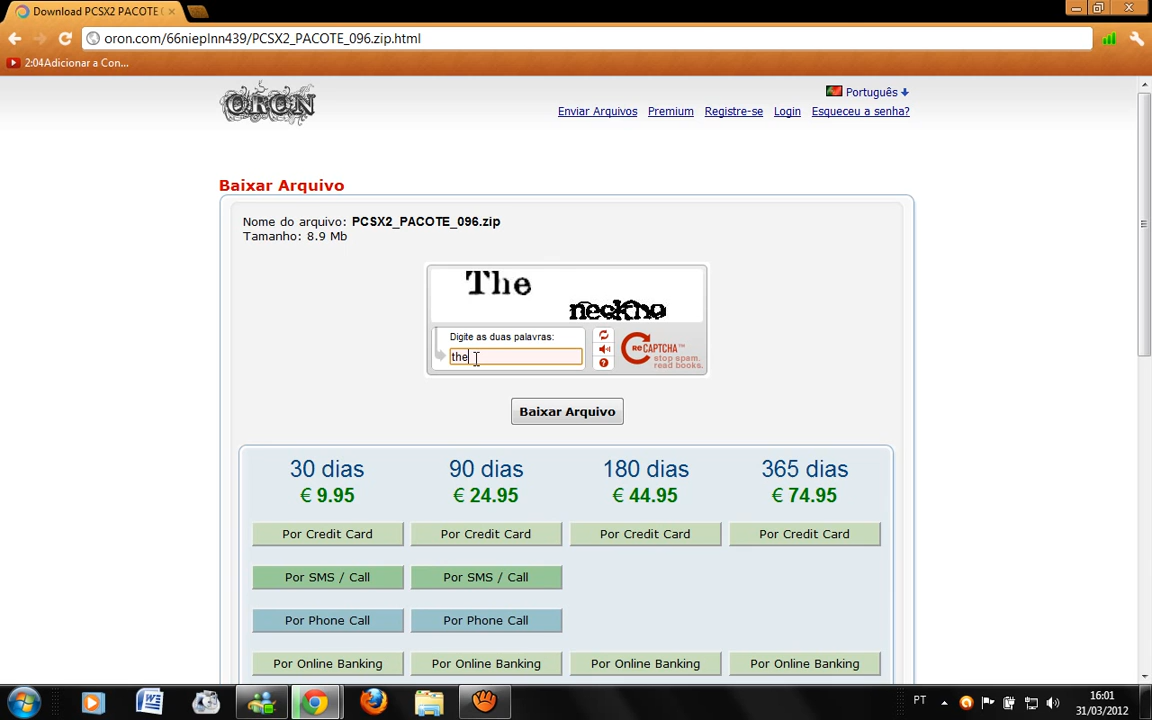 Download PCSX2 PACOTE (
oron.com/66nieplnn439/PCSX2_PACOTE_096.zip.html
2:04Adicionar a Con...
ORON
Português
Enviar Arquivos Premium Registre-se Login Esqueceu a senha?
Baixar Arquivo
Nome do arquivo: PCSX2_PACOTE_096.zip
Tamanho: 8.9 Mb
The
Digite as duas palavras:
the
reCAPTCHA™
stop spam.
read books.
Baixar Arquivo
30 dias 90 dias 180 dias 365 dias
€ 9.95 € 24.95 € 44.95 € 74.95
Por Credit Card Por Credit Card Por Credit Card Por Credit Card
Por SMS / Call Por SMS / Call
Por Phone Call Por Phone Call
Por Online Banking Por Online Banking Por Online Banking Por Online Banking
PT
16:01
31/03/2012